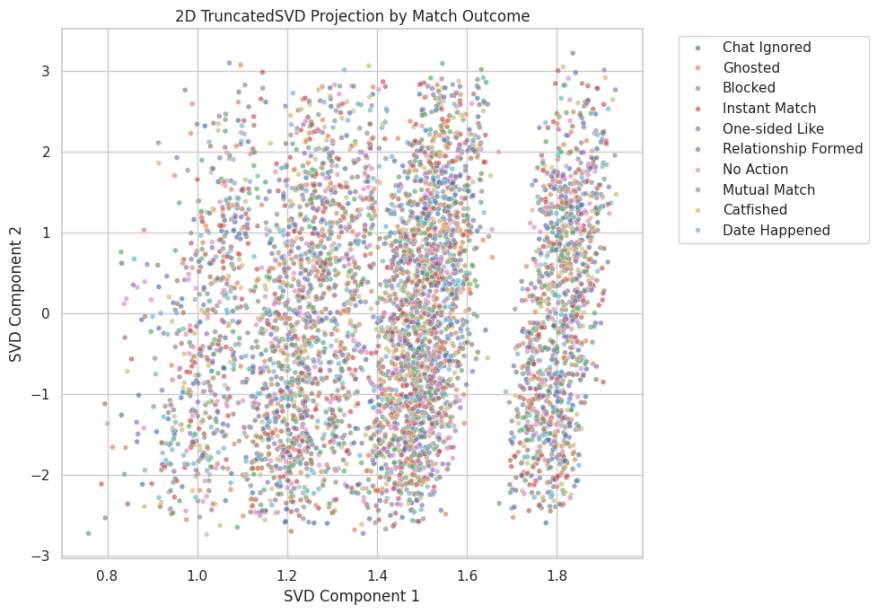 2D TruncatedSVD Projection by Match Outcome
Chat Ignored
Ghosted
Blocked
Instant Match
One-sided Like
Relationship Formed
No Action
Mutual Match
Catfished
Date Happened
SVD Component 2
3
2
1
0
−1
−2
−3
0.8 1.0 1.2 1.4 1.6 1.8
SVD Component 1